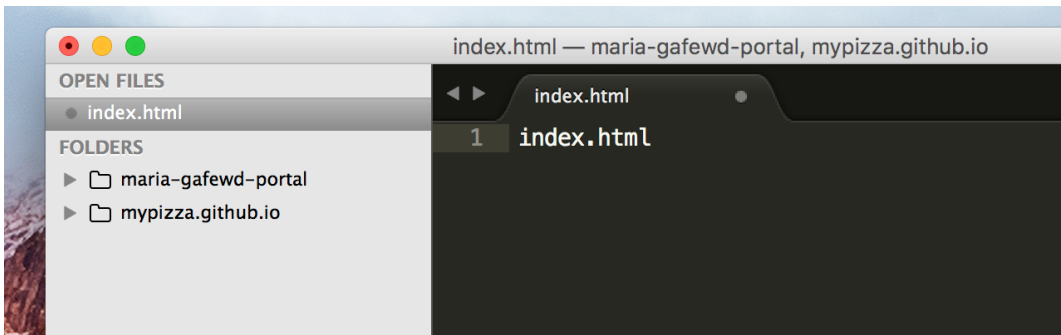 index.html — maria-gafewd-portal, mypizza.github.io
OPEN FILES
index.html
FOLDERS
maria-gafewd-portal
mypizza.github.io
index.html
1 index.html